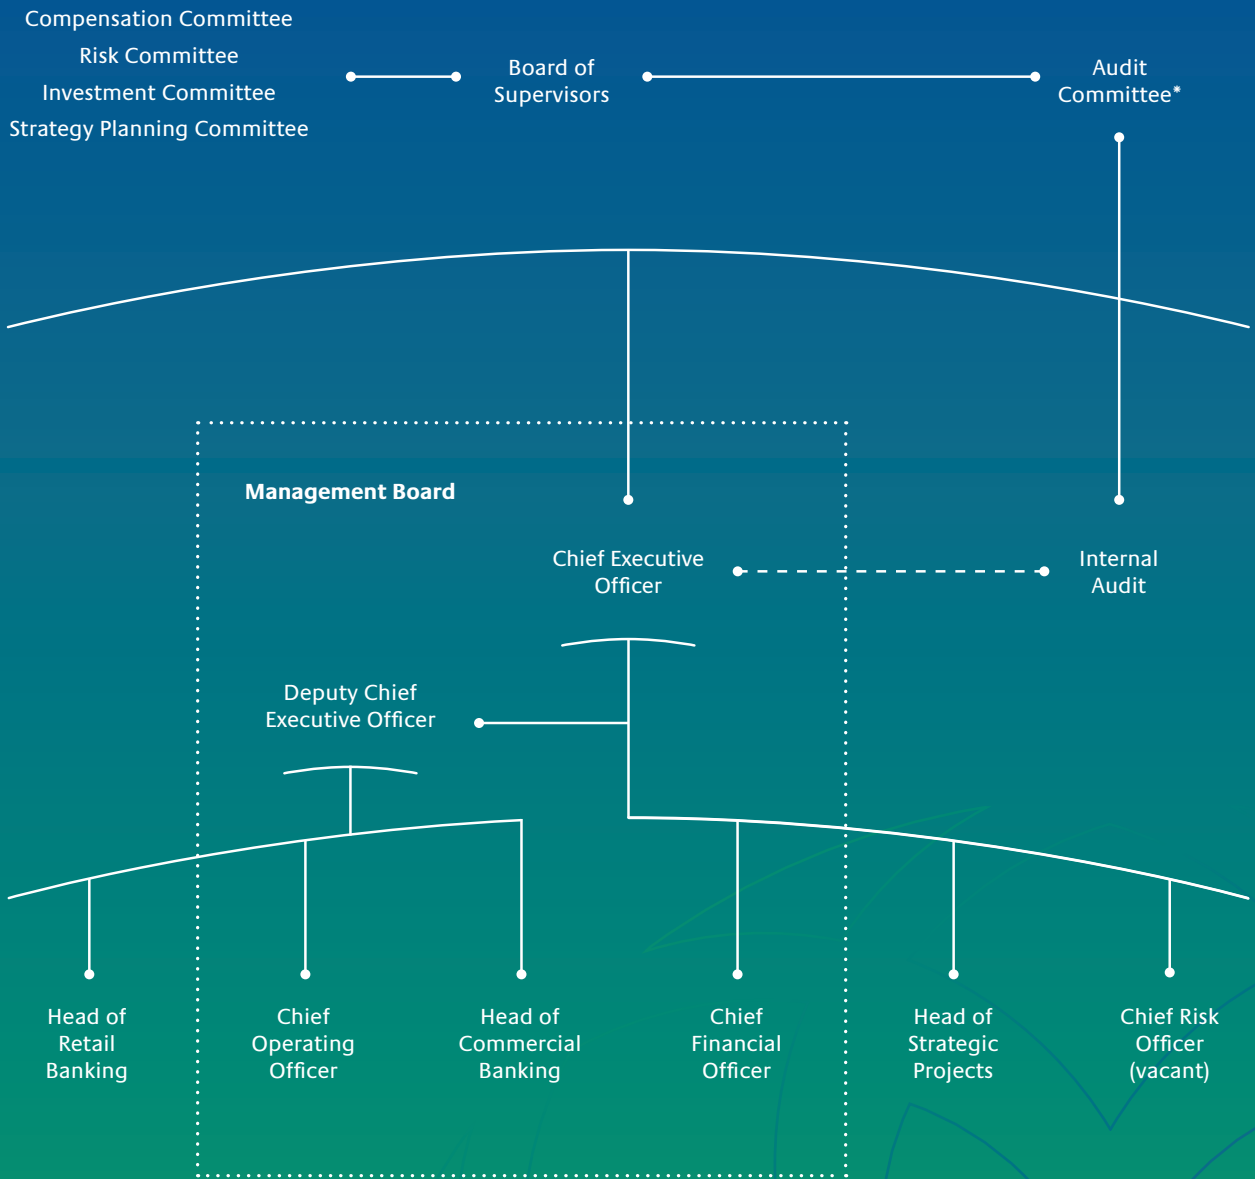 Compensation Committee
Risk Committee
Investment Committee
Strategy Planning Committee
Board of
Supervisors
Audit
Committee*
Management Board
Chief Executive
Officer
Internal
Audit
Deputy Chief
Executive Officer
Head of
Retail
Banking
Chief
Operating
Officer
Head of
Commercial
Banking
Chief
Financial
Officer
Head of
Strategic
Projects
Chief Risk
Officer
(vacant)